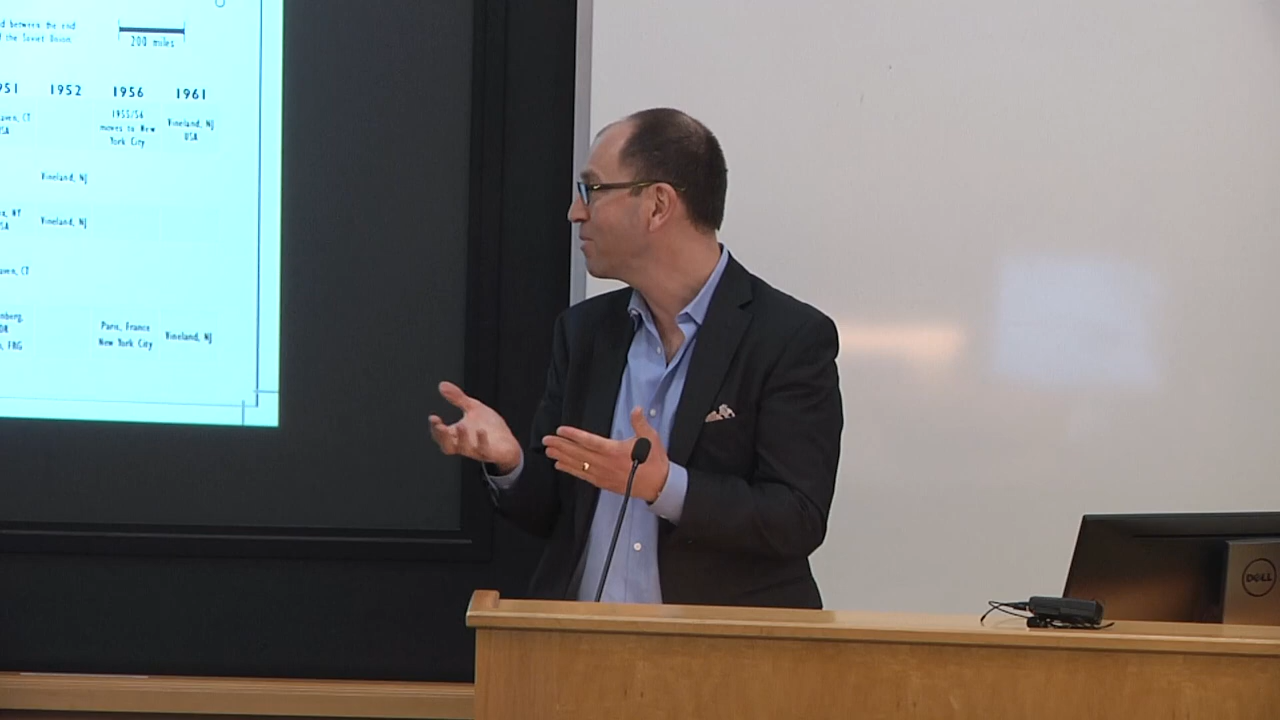 d between the end
f the Soviet Union.
200 miles
951 1952 1956 1961
aven, CT
SA
1955/56
moves to New
York City
Vineland, NJ
USA
Vineland, NJ
, NY
SA
Vineland, NJ
aven, CT
nberg,
DR
, FRG
Paris, France
New York City
Vineland, NJ
DELL